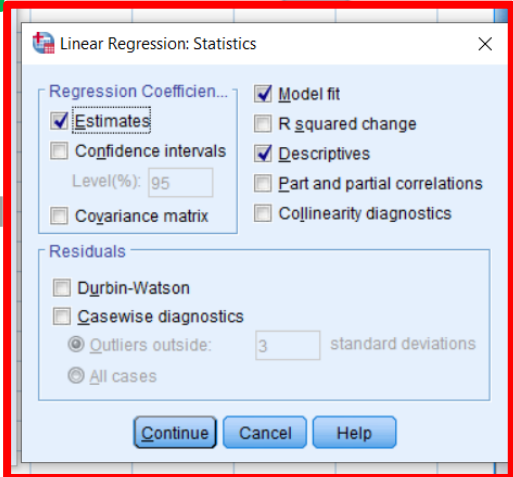 Linear Regression: Statistics
Regression Coefficien...
Estimates
Confidence intervals
Level(%): 95
Covariance matrix
Model fit
R squared change
Descriptives
Part and partial correlations
Collinearity diagnostics
Residuals
Durbin-Watson
Casewise diagnostics
Outliers outside: 3 standard deviations
All cases
Continue Cancel Help